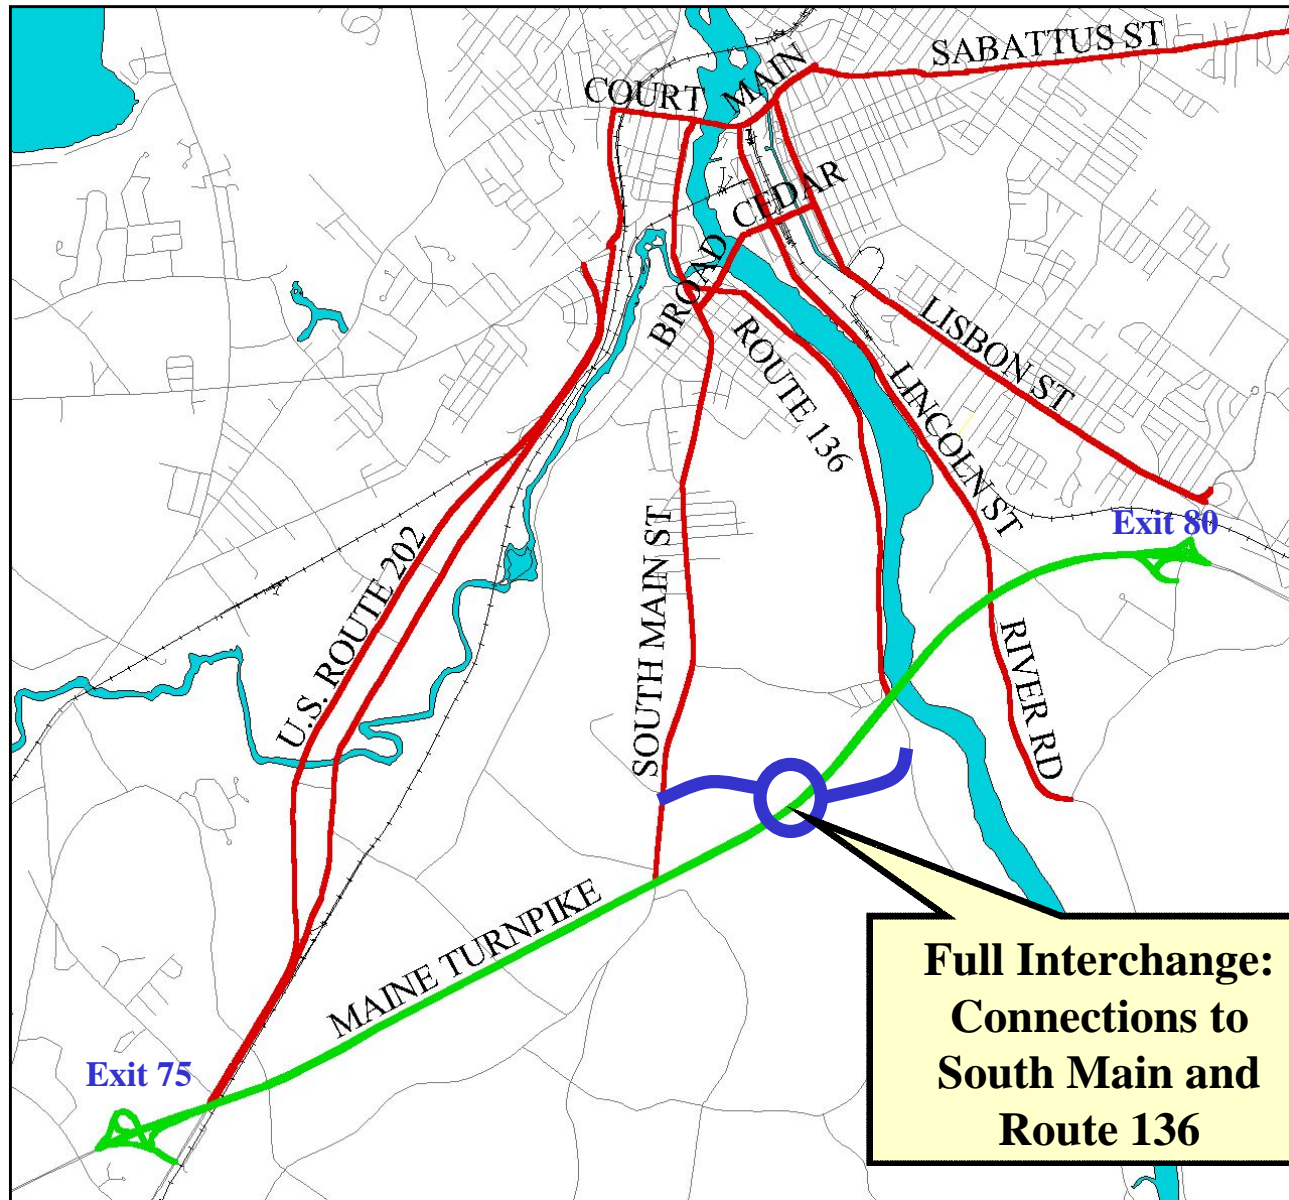 SABATTUS ST
COURT
MAIN
CEDAR
BROAD
ROUTE 136
LISBON ST
LINCOLN ST
Exit 80
U.S. ROUTE 202
SOUTH MAIN ST
RIVER RD
MAINE TURNPIKE
Exit 75
Full Interchange:
Connections to
South Main and
Route 136